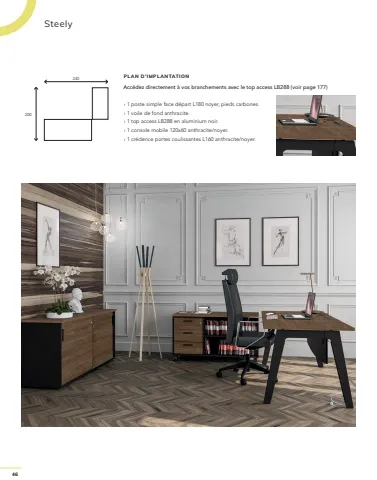 Steely
PLAN D'IMPLANTATION
Accédez directement à vos branchements avec le top access LB288 (voir page 177)
› 1 poste simple face départ L180 noyer, pieds carbones
› 1 voile de fond anthracite
› 1 top access LB288 en aluminium noir.
› 1 console mobile 120x60 anthracite/noyer.
› 1 crédence portes coulissantes L160 anthracite/noyer
240
200
46